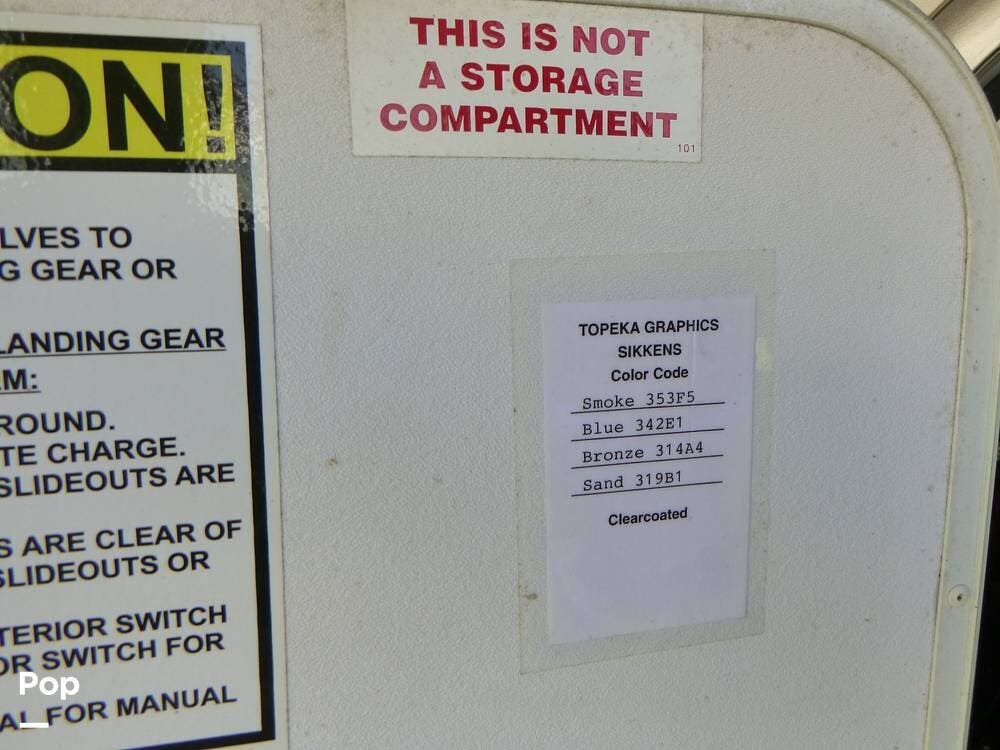 THIS IS NOT
A STORAGE
COMPARTMENT
101
ON!
LVES TO
G GEAR OR
LANDING GEAR
M:
ROUND.
TE CHARGE.
SLIDEOUTS ARE
S ARE CLEAR OF
SLIDEOUTS OR
TERIOR SWITCH
OR SWITCH FOR
AL FOR MANUAL
TOPEKA GRAPHICS
SIKKENS
Color Code
Smoke 353F5
Blue 342E1
Bronze 314A4
Sand 319B1
Clearcoated
Pop